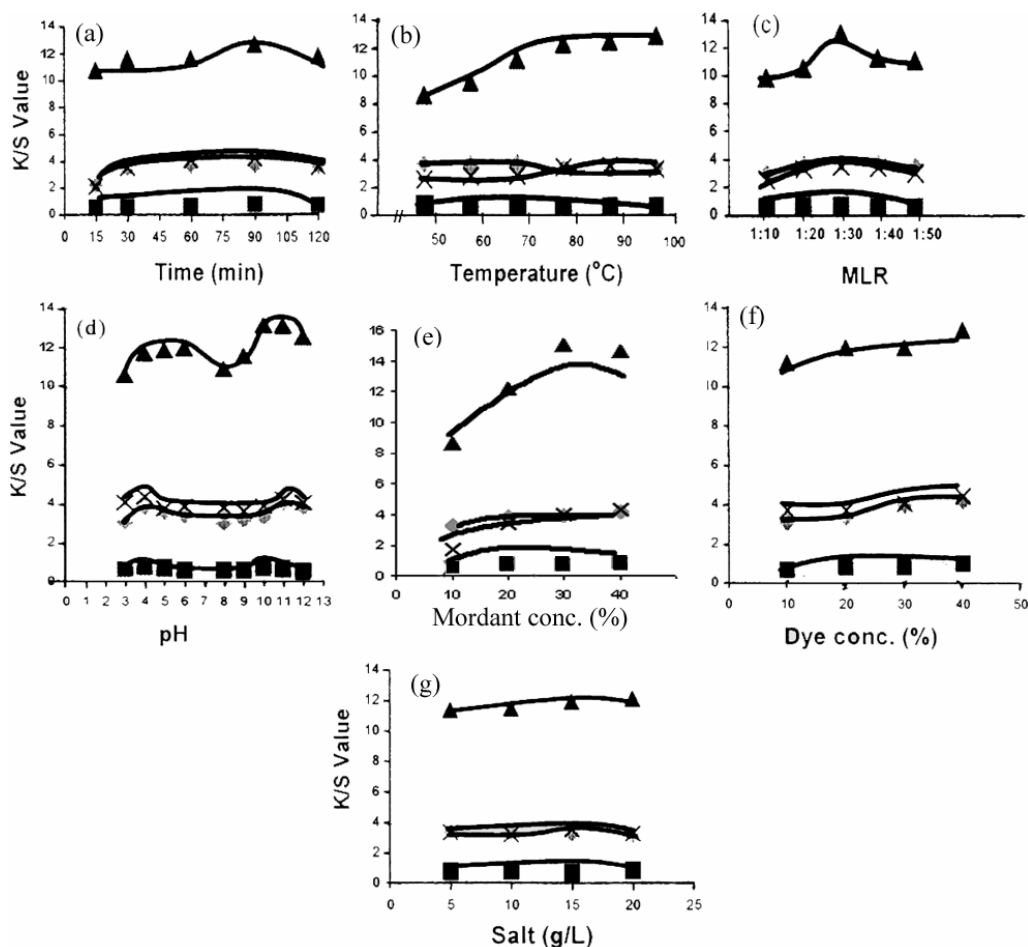 (a)
K/S Value
14
12
10
8
6
4
2
0
0 15 30 45 60 75 90 105 120
Time (min)
(b)
14
12
10
8
6
4
2
0
50 60 70 80 90 100
Temperature (°C)
(c)
14
12
10
8
6
4
2
0
1:10 1:20 1:30 1:40 1:50
MLR
(d)
K/S Value
14
12
10
8
6
4
2
0
0 1 2 3 4 5 6 7 8 9 10 11 12 13
pH
(e)
16
14
12
10
8
6
4
2
0
0 10 20 30 40
Mordant conc. (%)
(f)
14
12
10
8
6
4
2
0
0 10 20 30 40 50
Dye conc. (%)
(g)
K/S Value
14
12
10
8
6
4
2
0
0 5 10 15 20 25
Salt (g/L)